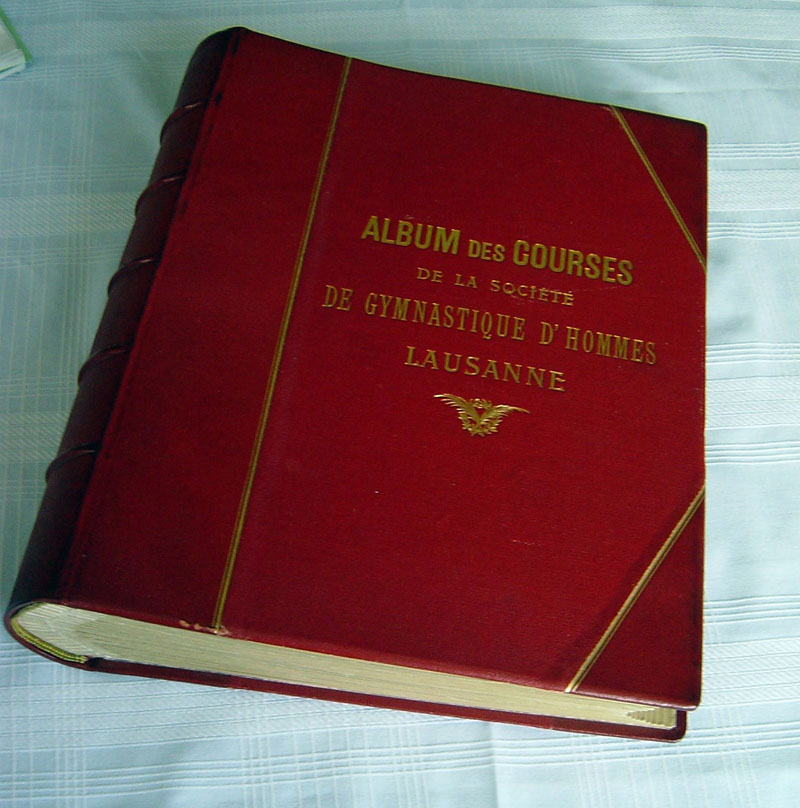 ALBUM DES COURSES
DE LA SOCIÉTÉ
DE GYMNASTIQUE D'HOMMES
LAUSANNE